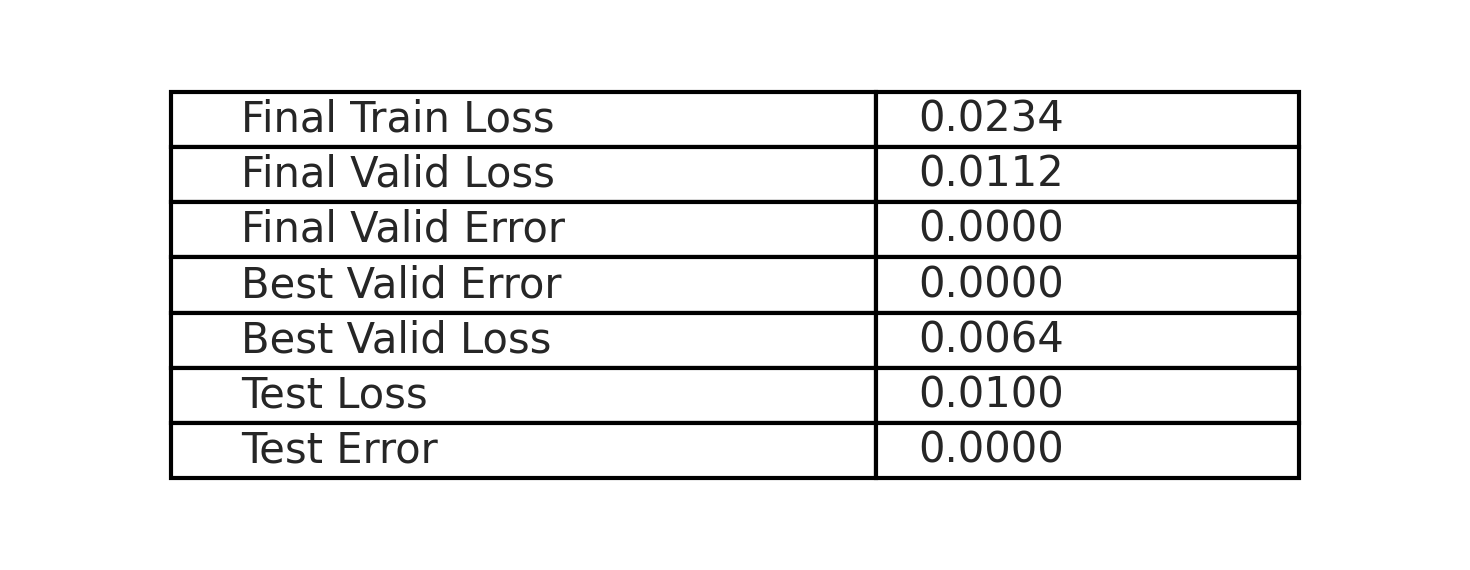 Final Train Loss 0.0234
Final Valid Loss 0.0112
Final Valid Error 0.0000
Best Valid Error 0.0000
Best Valid Loss 0.0064
Test Loss 0.0100
Test Error 0.0000